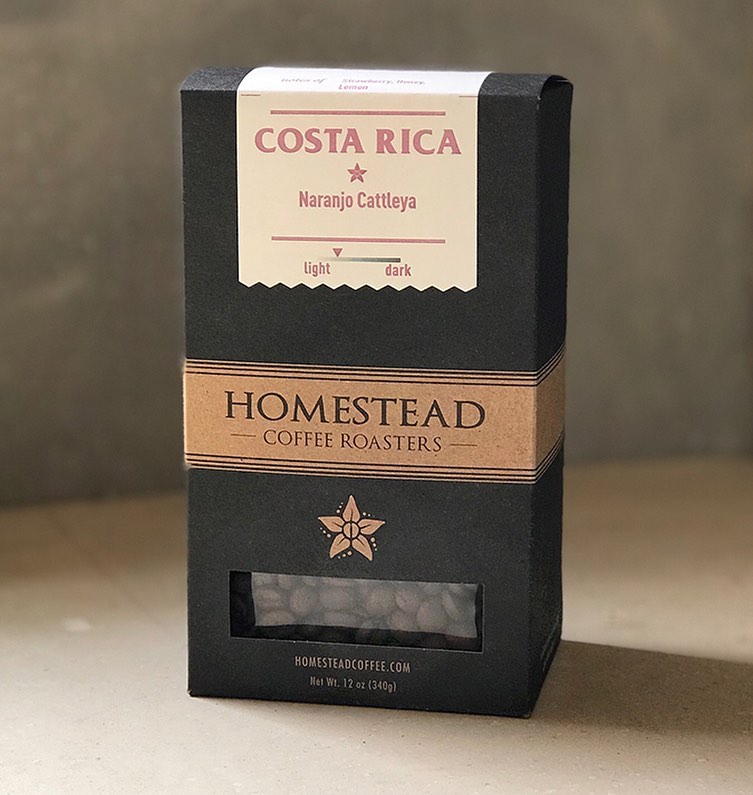 notes of Strawberry, Honey,
Lemon
COSTA RICA
Naranjo Cattleya
light dark
HOMESTEAD
COFFEE ROASTERS
HOMESTEADCOFFEE.COM
Net Wt. 12 oz (340g)